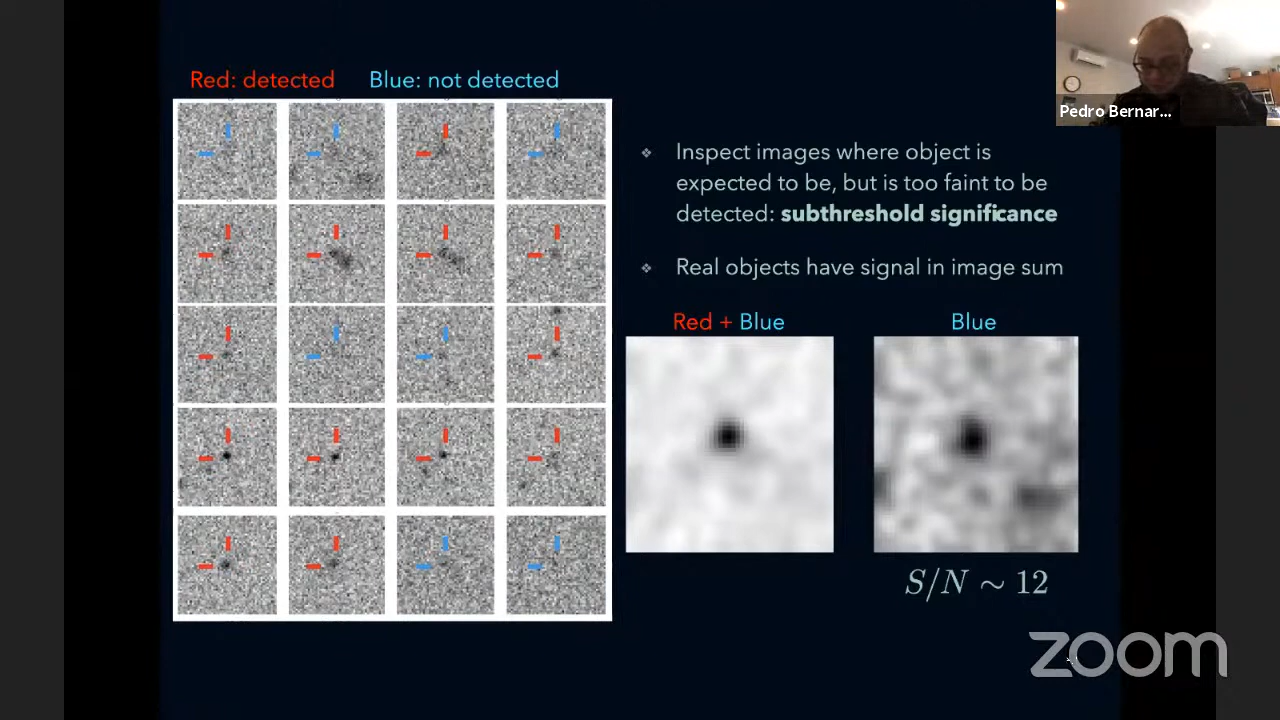 Red: detected Blue: not detected
Pedro Bernar...
❖ Inspect images where object is
expected to be, but is too faint to be
detected: subthreshold significance
❖ Real objects have signal in image sum
Red + Blue
Blue
S/N ∼ 12
zoom